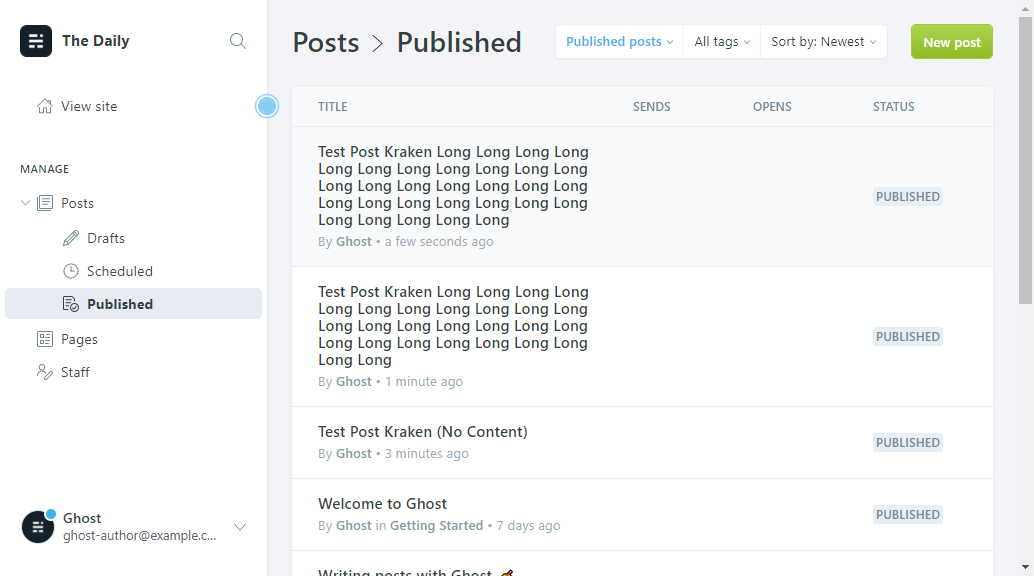 The Daily
View site
MANAGE
Posts
Drafts
Scheduled
Published
Pages
Staff
Ghost
ghost-author@example.c...
Posts > Published
Published posts
All tags
Sort by: Newest
New post
TITLE SENDS OPENS STATUS
Test Post Kraken Long Long Long Long
Long Long Long Long Long Long Long
Long Long Long Long Long Long Long
Long Long Long Long Long Long Long
Long Long Long Long Long
By Ghost • a few seconds ago
PUBLISHED
Test Post Kraken Long Long Long Long
Long Long Long Long Long Long Long
Long Long Long Long Long Long Long
Long Long Long Long Long Long Long
Long Long
By Ghost • 1 minute ago
PUBLISHED
Test Post Kraken (No Content)
By Ghost • 3 minutes ago
PUBLISHED
Welcome to Ghost
By Ghost in Getting Started • 7 days ago
PUBLISHED
Writing posts with Ghost